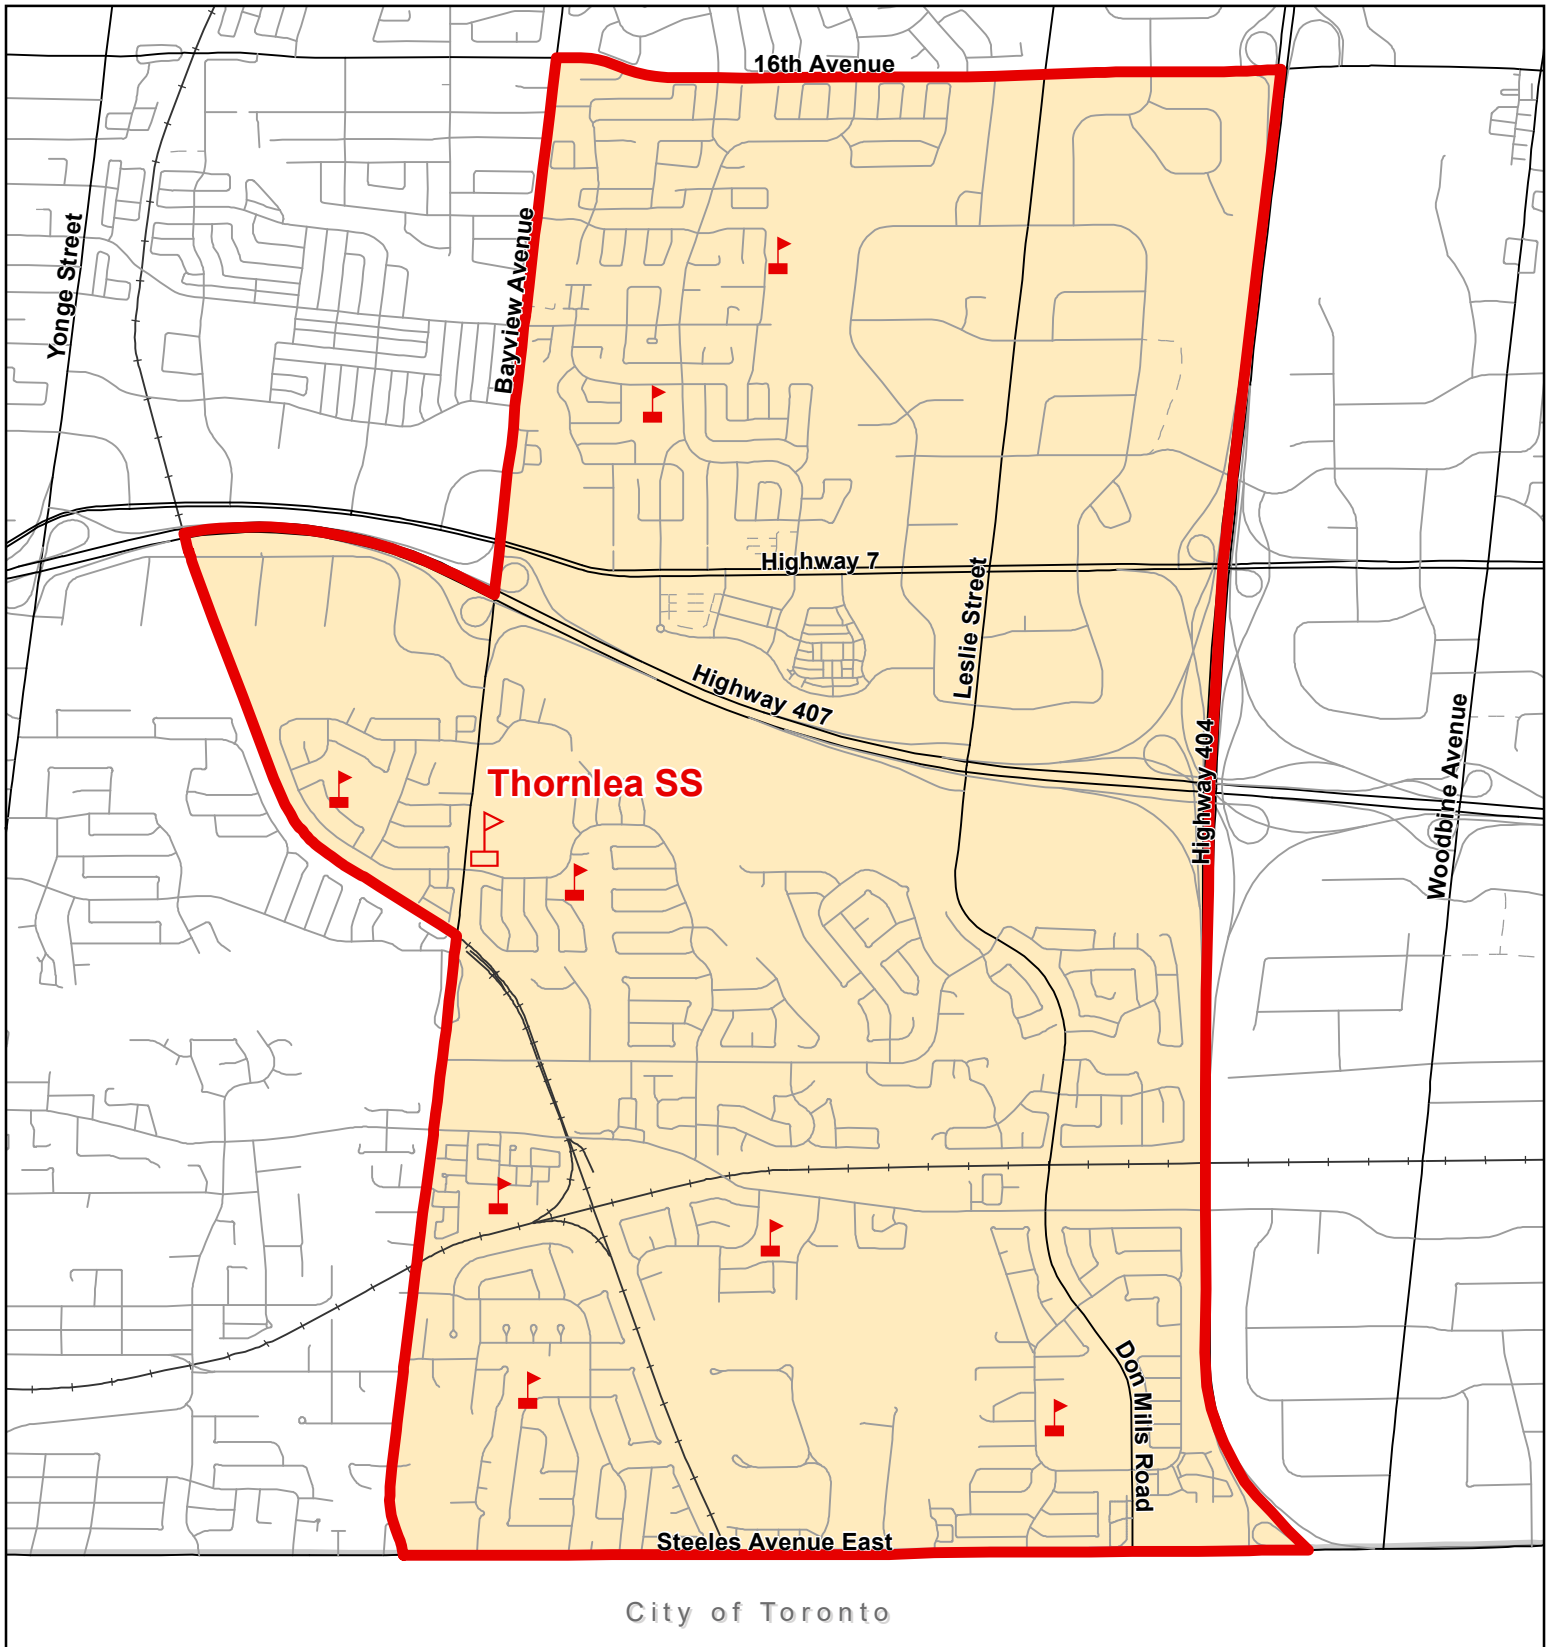 16th Avenue
Yonge Street
Bayview Avenue
Highway 7
Leslie Street
Highway 407
Thornlea SS
Highway 404
Woodbine Avenue
Don Mills Road
Steeles Avenue East
City of Toronto